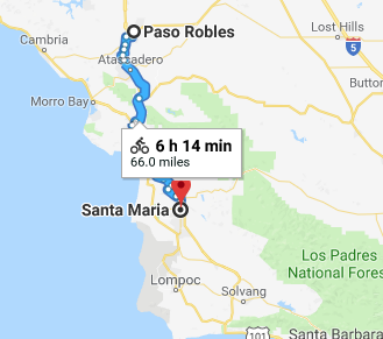 Paso Robles
Lost Hills
Cambria
5
Atascadero
Button
Morro Bay
6 h 14 min
66.0 miles
Santa Maria
Los Padres
National Fores
Lompoc
Solvang
101
Santa Barbara